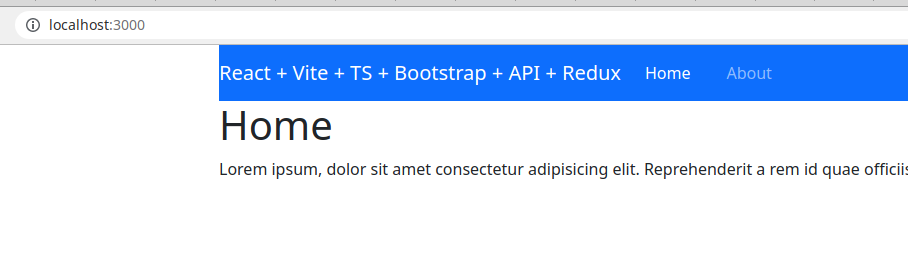 localhost:3000
React + Vite + TS + Bootstrap + API + Redux Home About
Home
Lorem ipsum, dolor sit amet consectetur adipisicing elit. Reprehenderit a rem id quae officiis